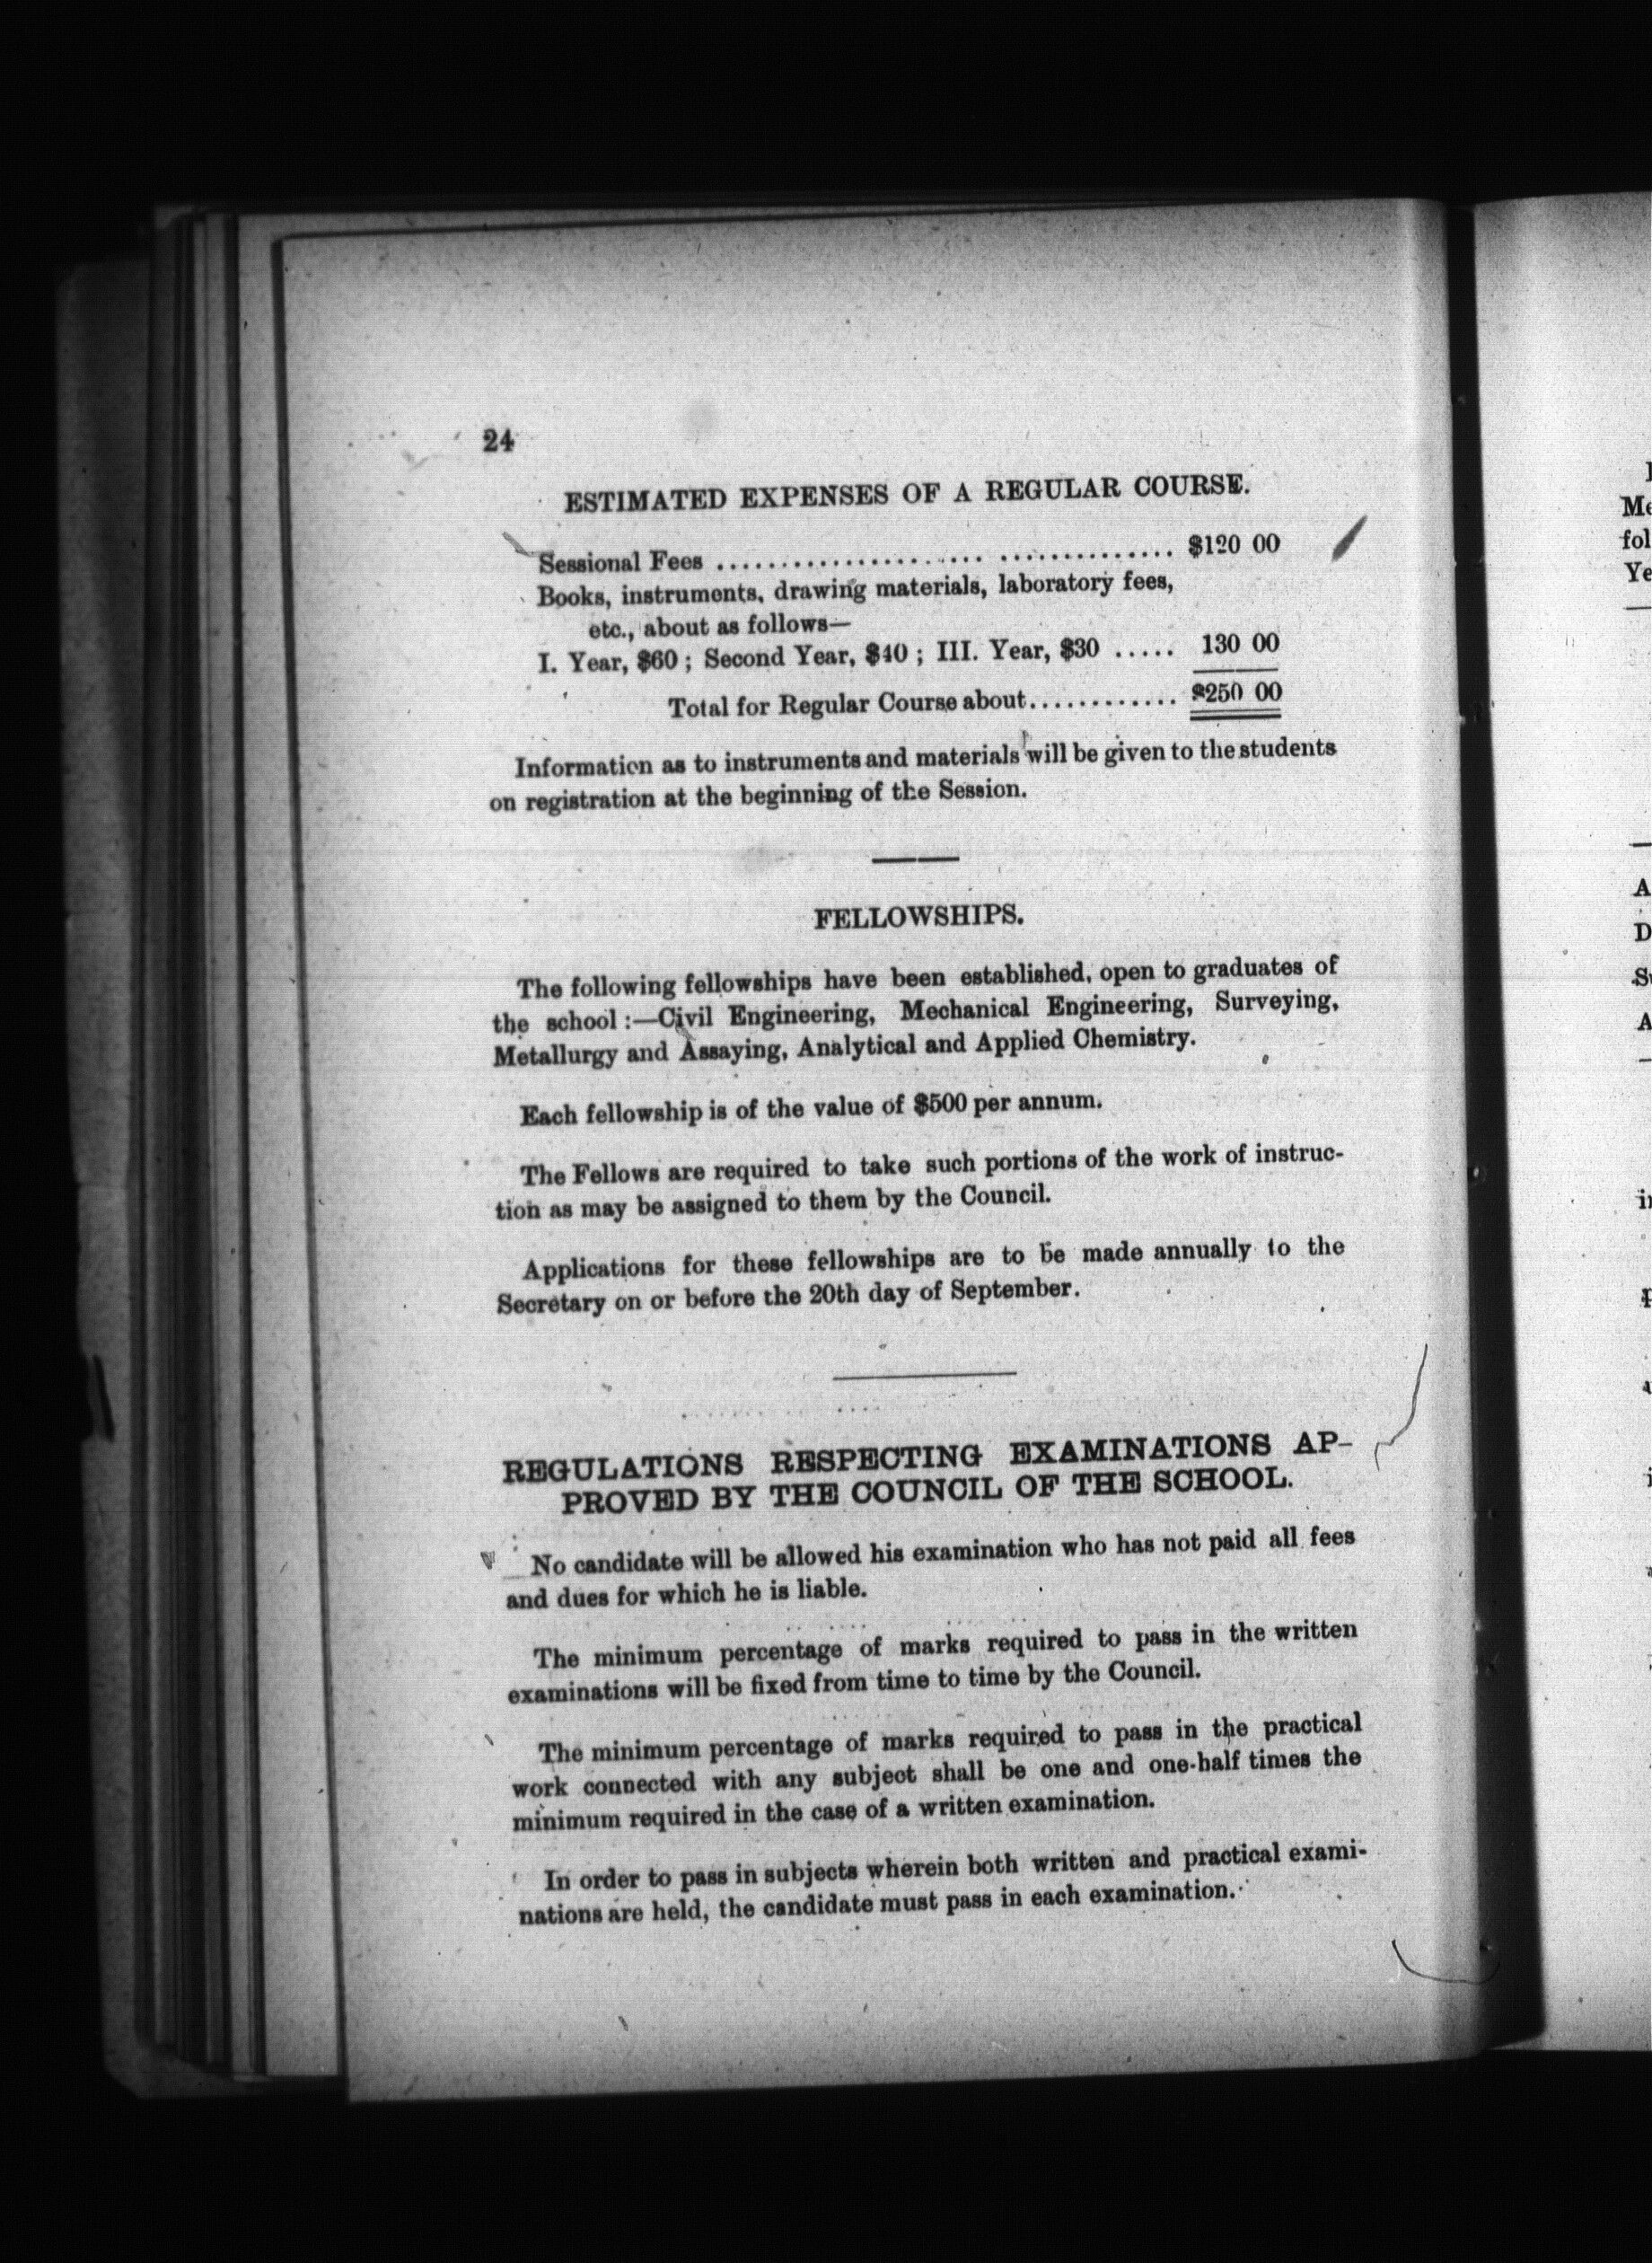 24
ESTIMATED EXPENSES OF A REGULAR COURSE.
Sessional Fees ..................... .............. $120 00
Books, instruments, drawing materials, laboratory fees,
etc., about as follows—
I. Year, $60 ; Second Year, $40 ; III. Year, $30 ..... 130 00
Total for Regular Course about............ $250 00
Information as to instruments and materials will be given to the students
on registration at the beginning of the Session.
FELLOWSHIPS.
The following fellowships have been established, open to graduates of
the school :—Civil Engineering, Mechanical Engineering, Surveying,
Metallurgy and Assaying, Analytical and Applied Chemistry.
Each fellowship is of the value of $500 per annum.
The Fellows are required to take such portions of the work of instruc-
tion as may be assigned to them by the Council.
Applications for these fellowships are to be made annually to the
Secretary on or before the 20th day of September.
REGULATIONS RESPECTING EXAMINATIONS AP-
PROVED BY THE COUNCIL OF THE SCHOOL.
No candidate will be allowed his examination who has not paid all fees
and dues for which he is liable.
The minimum percentage of marks required to pass in the written
examinations will be fixed from time to time by the Council.
The minimum percentage of marks required to pass in the practical
work connected with any subject shall be one and one-half times the
minimum required in the case of a written examination.
In order to pass in subjects wherein both written and practical exami-
nations are held, the candidate must pass in each examination.